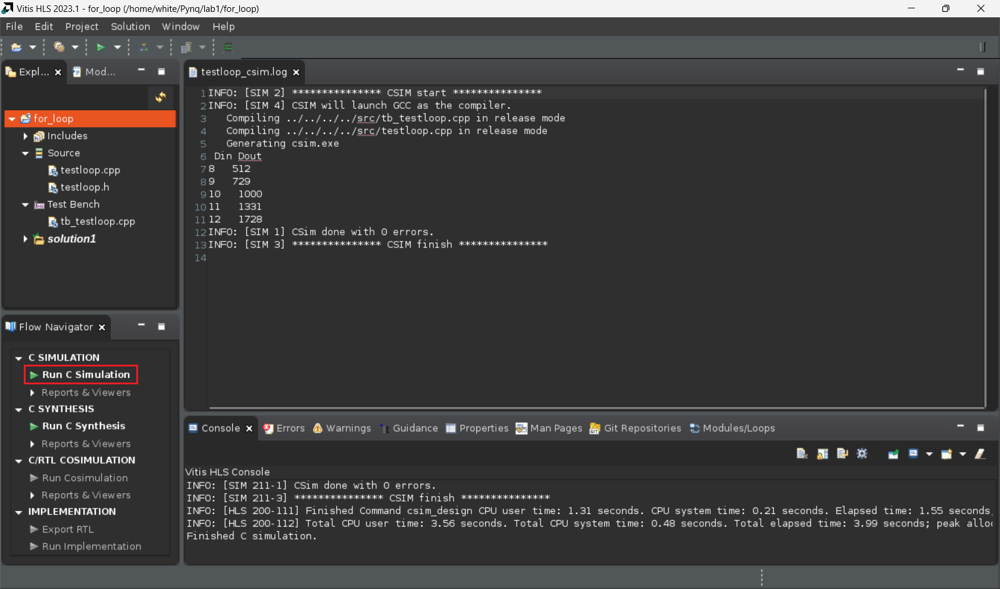 Vitis HLS 2023.1 - for_loop (/home/white/Pynq/lab1/for_loop)
File Edit Project Solution Window Help
Expl... Mod...
for_loop
Includes
Source
testloop.cpp
testloop.h
Test Bench
tb_testloop.cpp
solution1
testloop_csim.log
1 INFO: [SIM 2] *************** CSIM start ***************
2 INFO: [SIM 4] CSIM will launch GCC as the compiler.
3    Compiling ../../../../src/tb_testloop.cpp in release mode
4    Compiling ../../../../src/testloop.cpp in release mode
5    Generating csim.exe
6  Din Dout
7 8   512
8 9   729
9 10   1000
10 11   1331
11 12   1728
12 INFO: [SIM 1] CSim done with 0 errors.
13 INFO: [SIM 3] *************** CSIM finish ***************
14
Flow Navigator
C SIMULATION
Run C Simulation
Reports & Viewers
C SYNTHESIS
Run C Synthesis
Reports & Viewers
C/RTL COSIMULATION
Run Cosimulation
Reports & Viewers
IMPLEMENTATION
Export RTL
Run Implementation
Console Errors Warnings Guidance Properties Man Pages Git Repositories Modules/Loops
Vitis HLS Console
INFO: [SIM 211-1] CSim done with 0 errors.
INFO: [SIM 211-3] *************** CSIM finish ***************
INFO: [HLS 200-111] Finished Command csim_design CPU user time: 1.31 seconds. CPU system time: 0.21 seconds. Elapsed time: 1.55 seconds
INFO: [HLS 200-112] Total CPU user time: 3.56 seconds. Total CPU system time: 0.48 seconds. Total elapsed time: 3.99 seconds; peak allo
Finished C simulation.